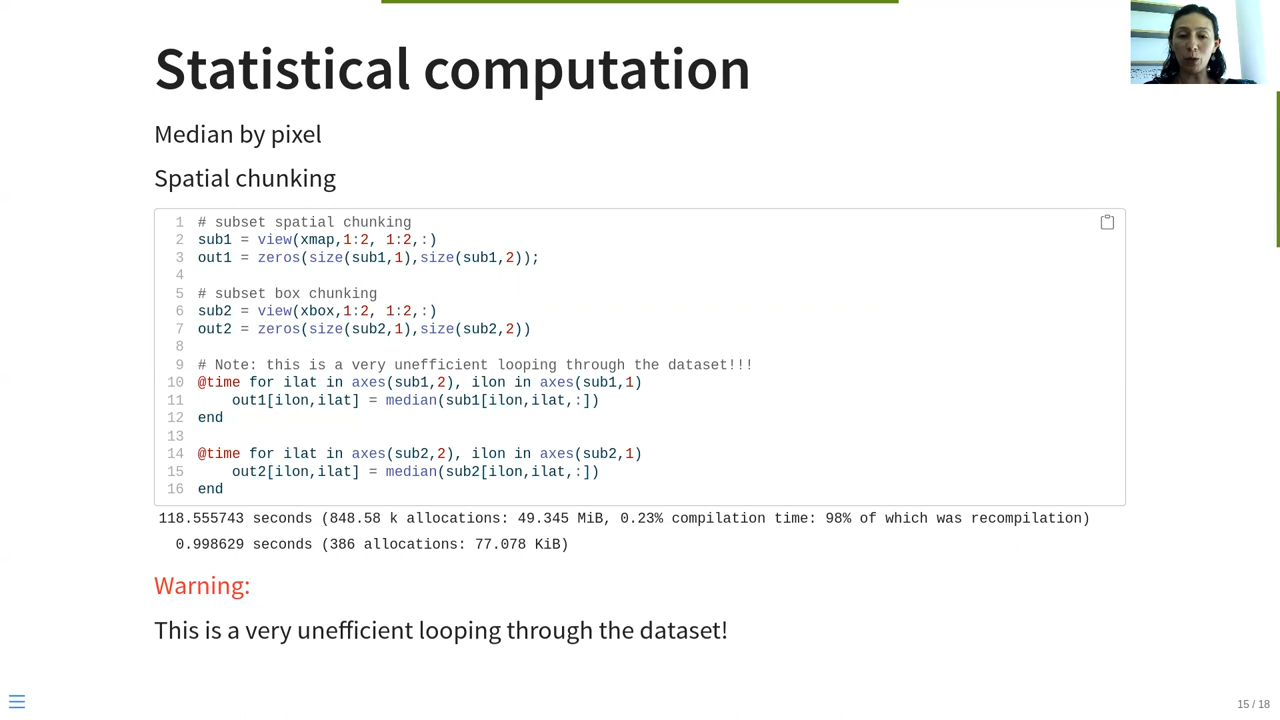 Statistical computation
Median by pixel
Spatial chunking
1 # subset spatial chunking
2 sub1 = view(xmap,1:2, 1:2,:)
3 out1 = zeros(size(sub1,1),size(sub1,2));
4
5 # subset box chunking
6 sub2 = view(xbox,1:2, 1:2,:)
7 out2 = zeros(size(sub2,1),size(sub2,2))
8
9 # Note: this is a very unefficient looping through the dataset!!!
10 @time for ilat in axes(sub1,2), ilon in axes(sub1,1)
11     out1[ilon,ilat] = median(sub1[ilon,ilat,:])
12 end
13
14 @time for ilat in axes(sub2,2), ilon in axes(sub2,1)
15     out2[ilon,ilat] = median(sub2[ilon,ilat,:])
16 end
118.555743 seconds (848.58 k allocations: 49.345 MiB, 0.23% compilation time: 98% of which was recompilation)
0.998629 seconds (386 allocations: 77.078 KiB)
Warning:
This is a very unefficient looping through the dataset!
15 / 18